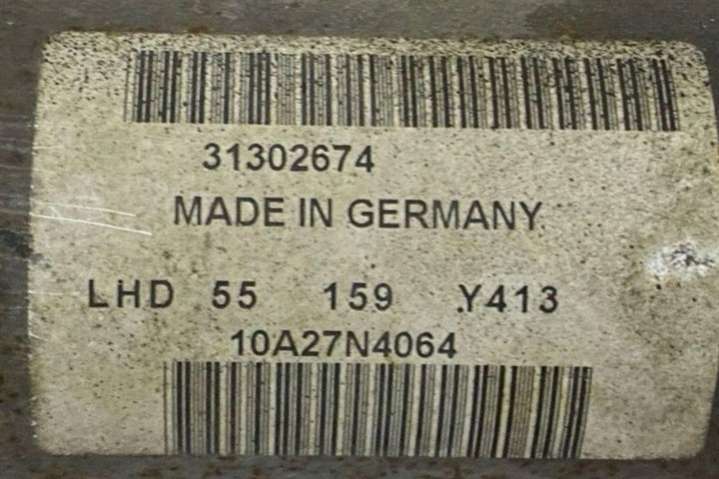 31302674
MADE IN GERMANY
LHD 55 159 Y413
10A27N4064